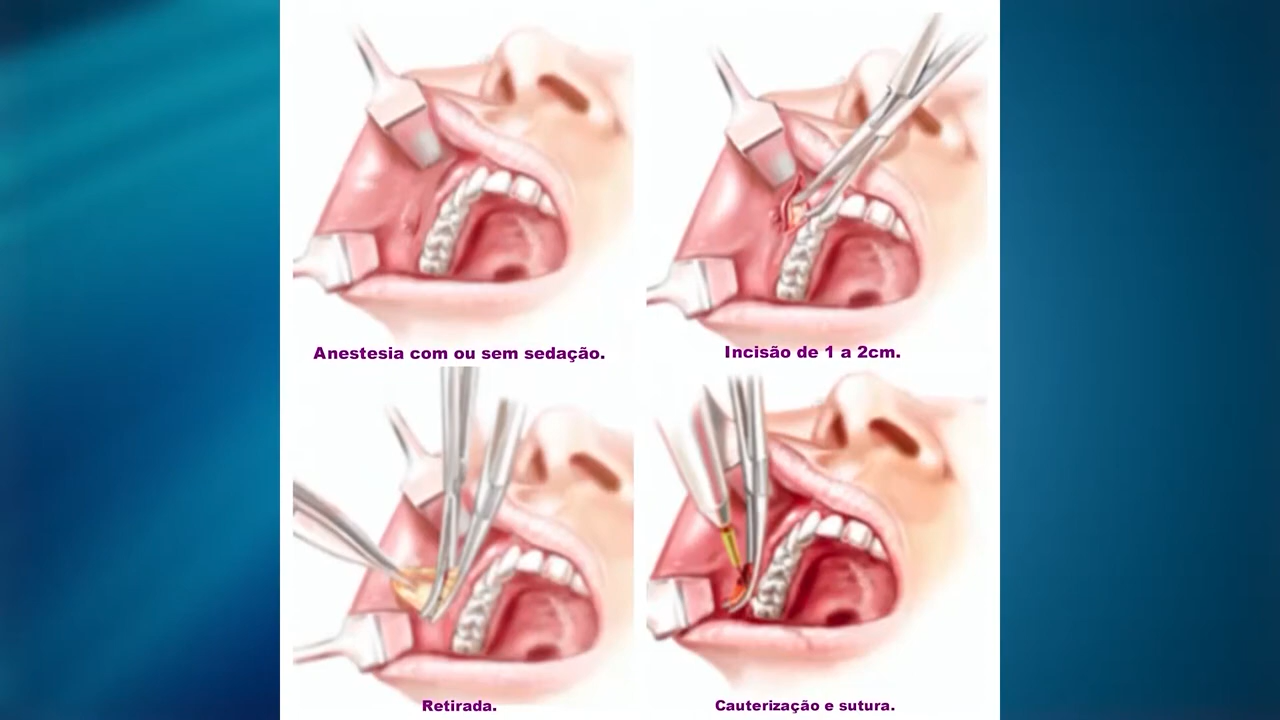 Anestesia com ou sem sedação.
Incisão de 1 a 2cm.
Retirada.
Cauterização e sutura.